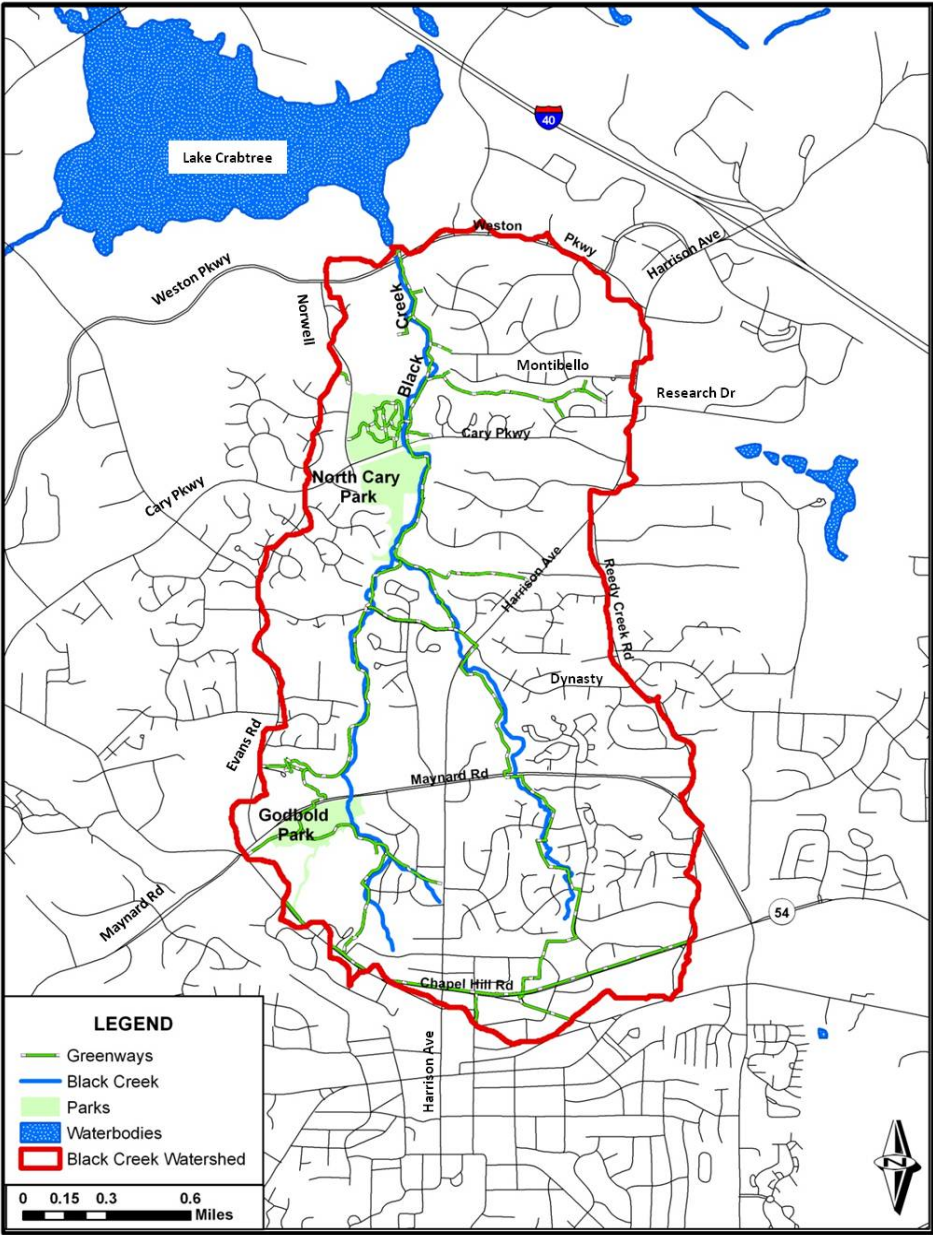 40
Lake Crabtree
Weston
Pkwy
Harrison Ave
Weston Pkwy
Norwell
Creek
Black
Montibello
Research Dr
Cary Pkwy
North Cary
Park
Cary Pkwy
Harrison Ave
Reedy Creek Rd
Dynasty
Evans Rd
Maynard Rd
Godbold
Park
Maynard Rd
54
Chapel Hill Rd
Harrison Ave
LEGEND
Greenways
Black Creek
Parks
Waterbodies
Black Creek Watershed
0 0.15 0.3 0.6
Miles
N